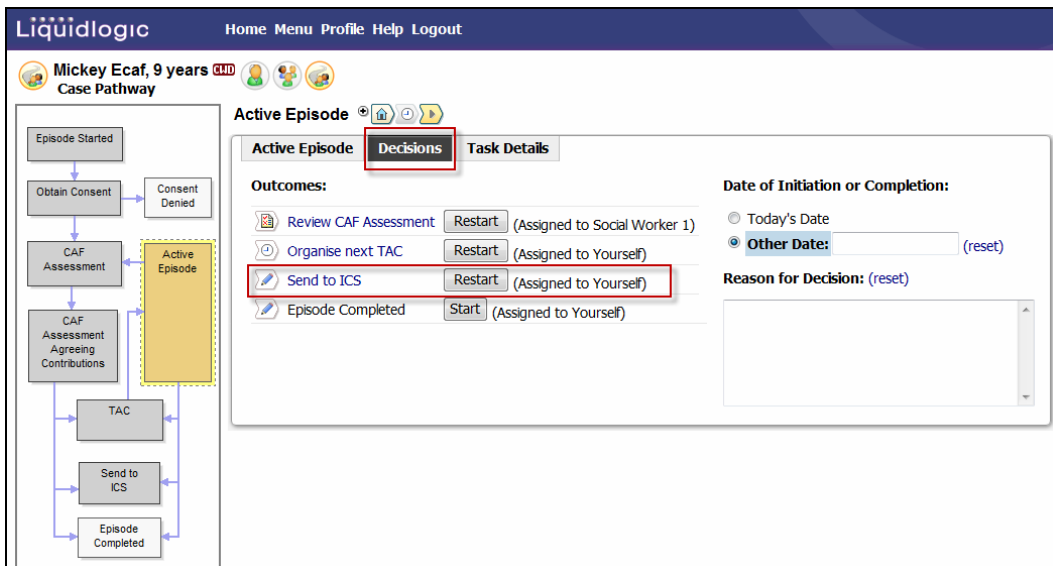 Liquidlogic
Home Menu Profile Help Logout
Mickey Ecaf, 9 years
Case Pathway
Episode Started
Obtain Consent
Consent
Denied
CAF
Assessment
Active
Episode
CAF
Assessment
Agreeing
Contributions
TAC
Send to
ICS
Episode
Completed
Active Episode
Active Episode Decisions Task Details
Outcomes:
Review CAF Assessment Restart (Assigned to Social Worker 1)
Organise next TAC Restart (Assigned to Yourself)
Send to ICS Restart (Assigned to Yourself)
Episode Completed Start (Assigned to Yourself)
Date of Initiation or Completion:
Today's Date
Other Date: (reset)
Reason for Decision: (reset)